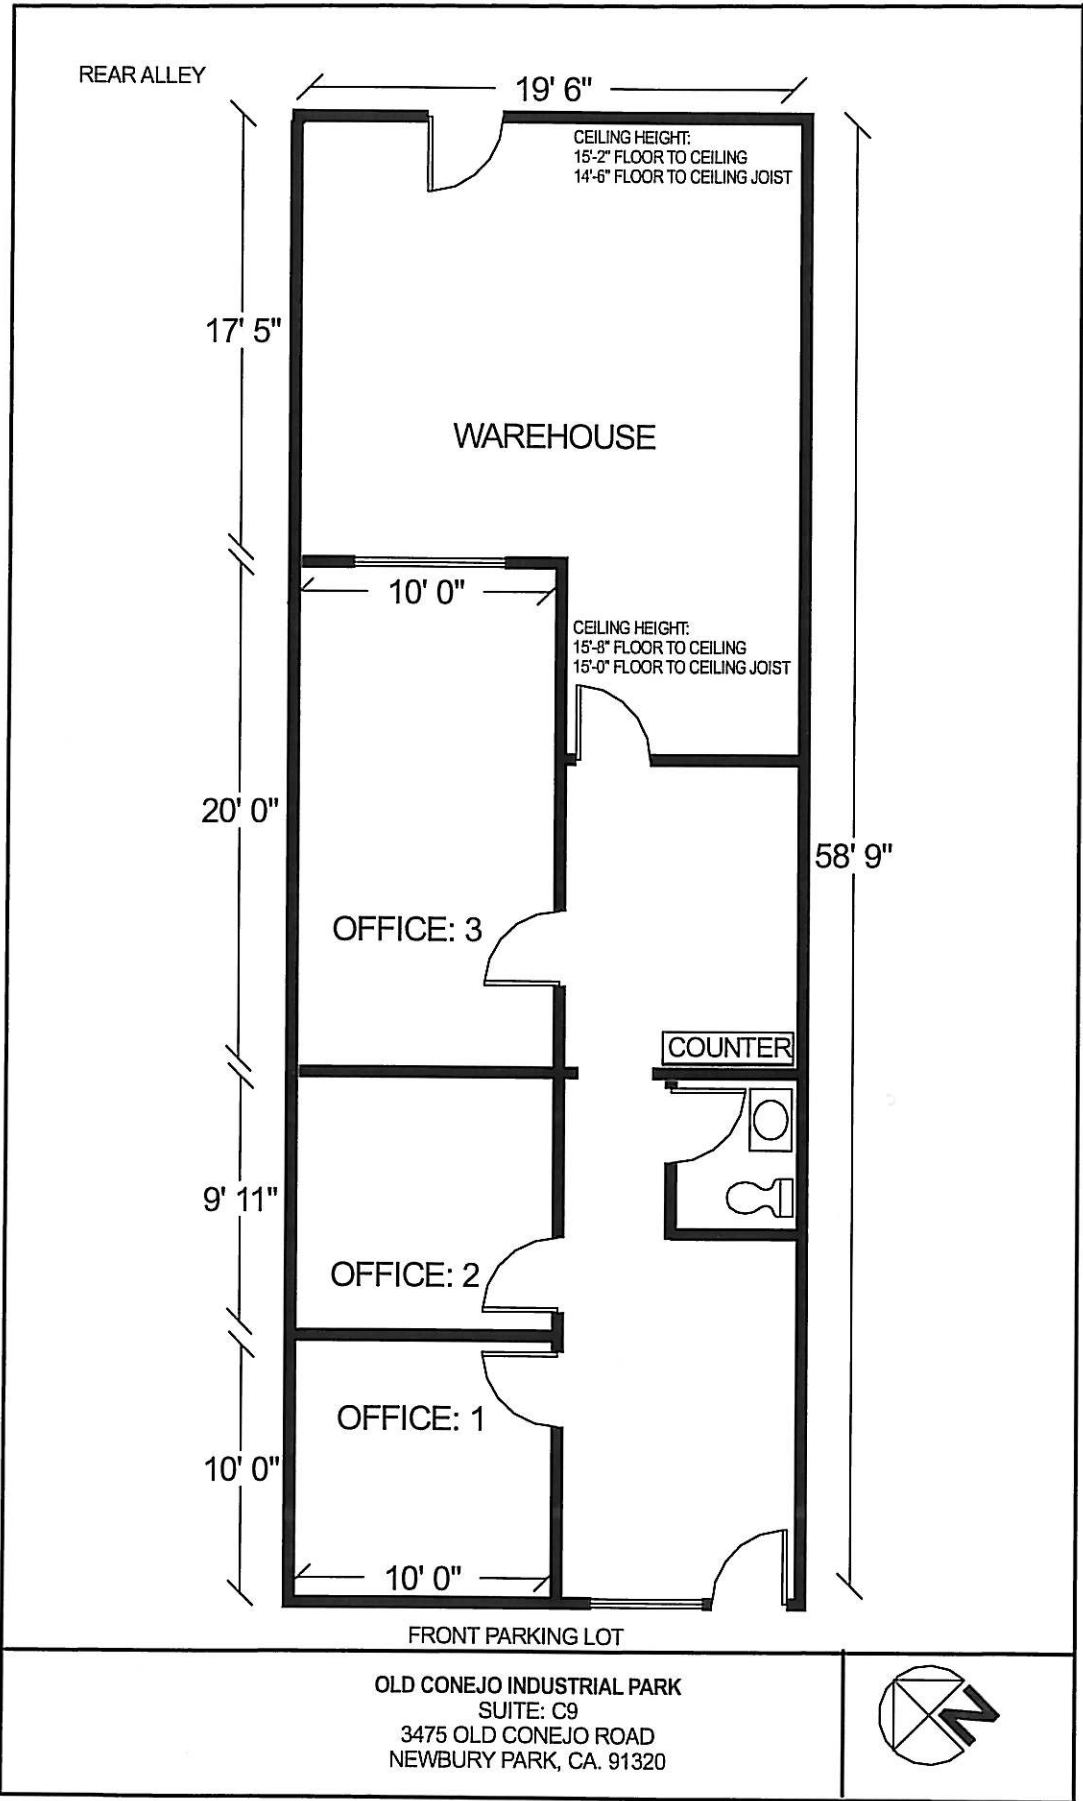 REAR ALLEY
19' 6"
CEILING HEIGHT:
15'-2" FLOOR TO CEILING
14'-6" FLOOR TO CEILING JOIST
17' 5"
WAREHOUSE
10' 0"
CEILING HEIGHT:
15'-8" FLOOR TO CEILING
15'-0" FLOOR TO CEILING JOIST
20' 0"
58' 9"
OFFICE: 3
COUNTER
9' 11"
OFFICE: 2
OFFICE: 1
10' 0"
10' 0"
FRONT PARKING LOT
OLD CONEJO INDUSTRIAL PARK
SUITE: C9
3475 OLD CONEJO ROAD
NEWBURY PARK, CA. 91320
N